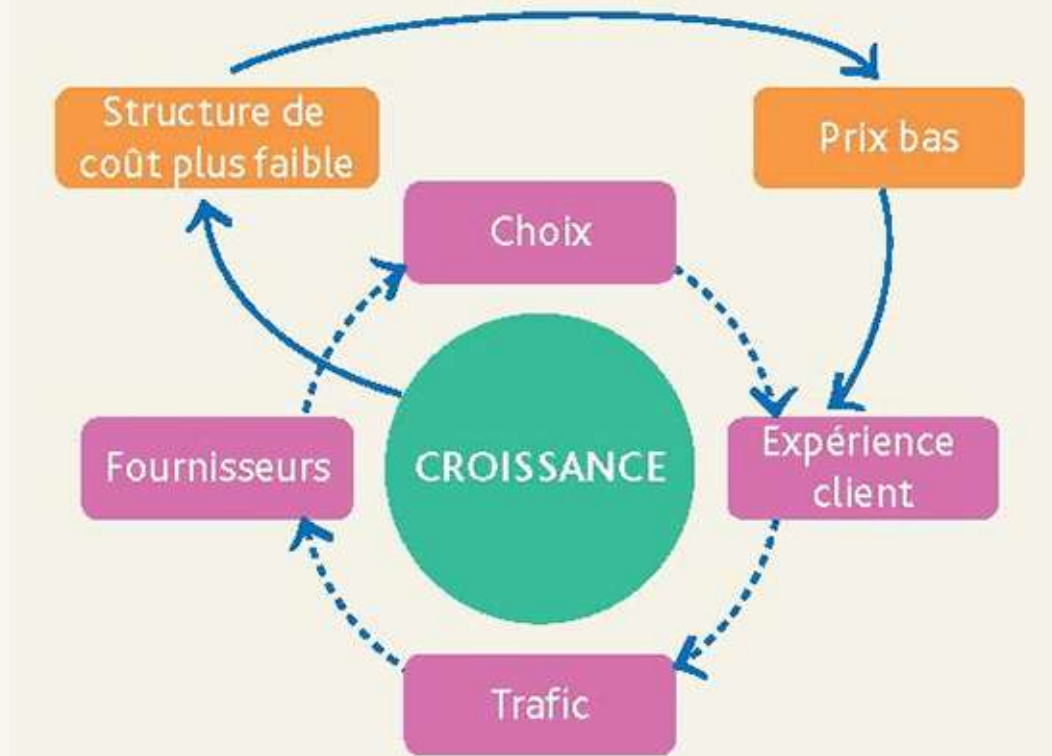 Structure de
coût plus faible
Prix bas
Choix
Fournisseurs
CROISSANCE
Expérience
client
Trafic